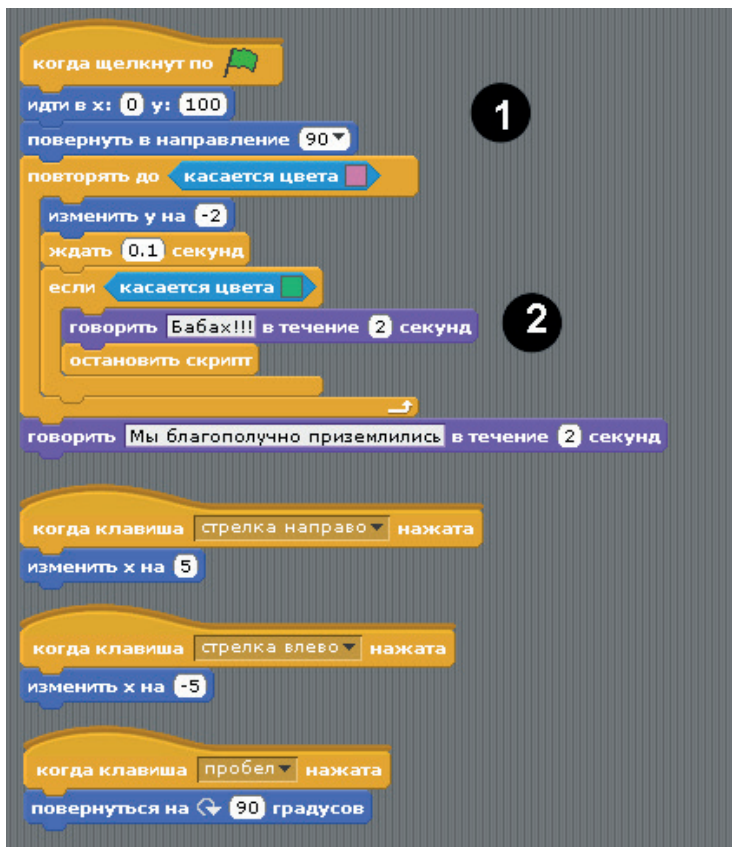 когда щелкнут по
идти в x: 0 y: 100
1
повернуть в направление 90
повторять до касается цвета
изменить y на -2
ждать 0.1 секунд
если касается цвета
говорить Бабах!!! в течение 2 секунд
2
остановить скрипт
говорить Мы благополучно приземлились в течение 2 секунд
когда клавиша стрелка направо нажата
изменить x на 5
когда клавиша стрелка влево нажата
изменить x на -5
когда клавиша пробел нажата
повернуться на 90 градусов